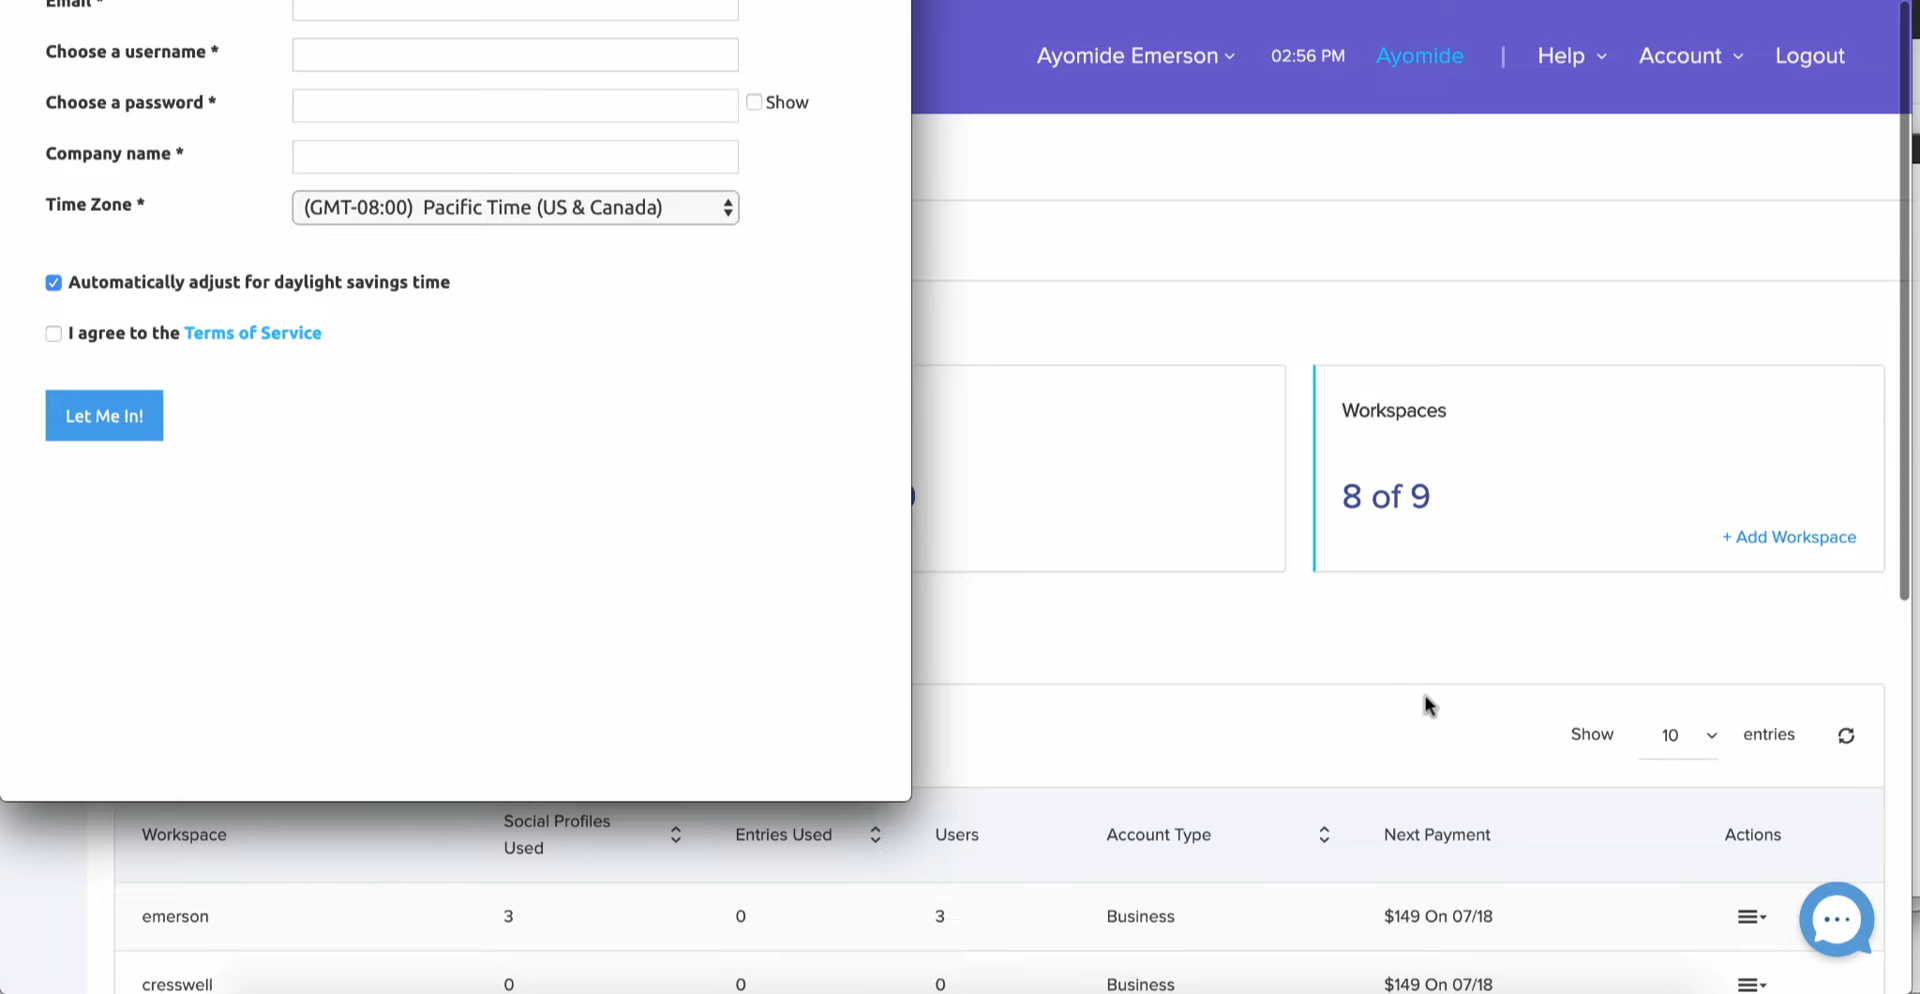 Email *
Choose a username *
Choose a password *
Show
Company name *
Time Zone *
(GMT-08:00) Pacific Time (US & Canada)
Automatically adjust for daylight savings time
I agree to the Terms of Service
Let Me In!
Ayomide Emerson
02:56 PM
Ayomide
|
Help
Account
Logout
Workspaces
8 of 9
+ Add Workspace
Show 10 entries
Workspace
Social Profiles
Used
Entries Used
Users
Account Type
Next Payment
Actions
emerson 3 0 3 Business $149 On 07/18
cresswell 0 0 0 Business $149 On 07/18